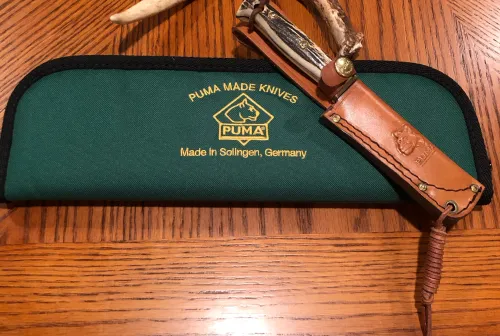 PUMA MADE KNIVES
PUMA®
Made in Solingen, Germany